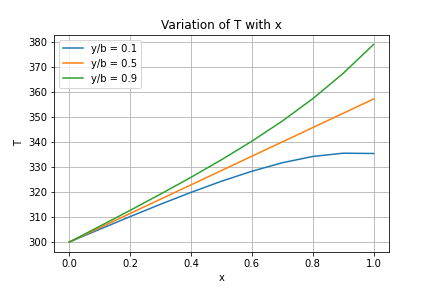 Variation of T with x
y/b = 0.1
y/b = 0.5
y/b = 0.9
380
370
360
350
340
330
320
310
300
T
0.0 0.2 0.4 0.6 0.8 1.0
x